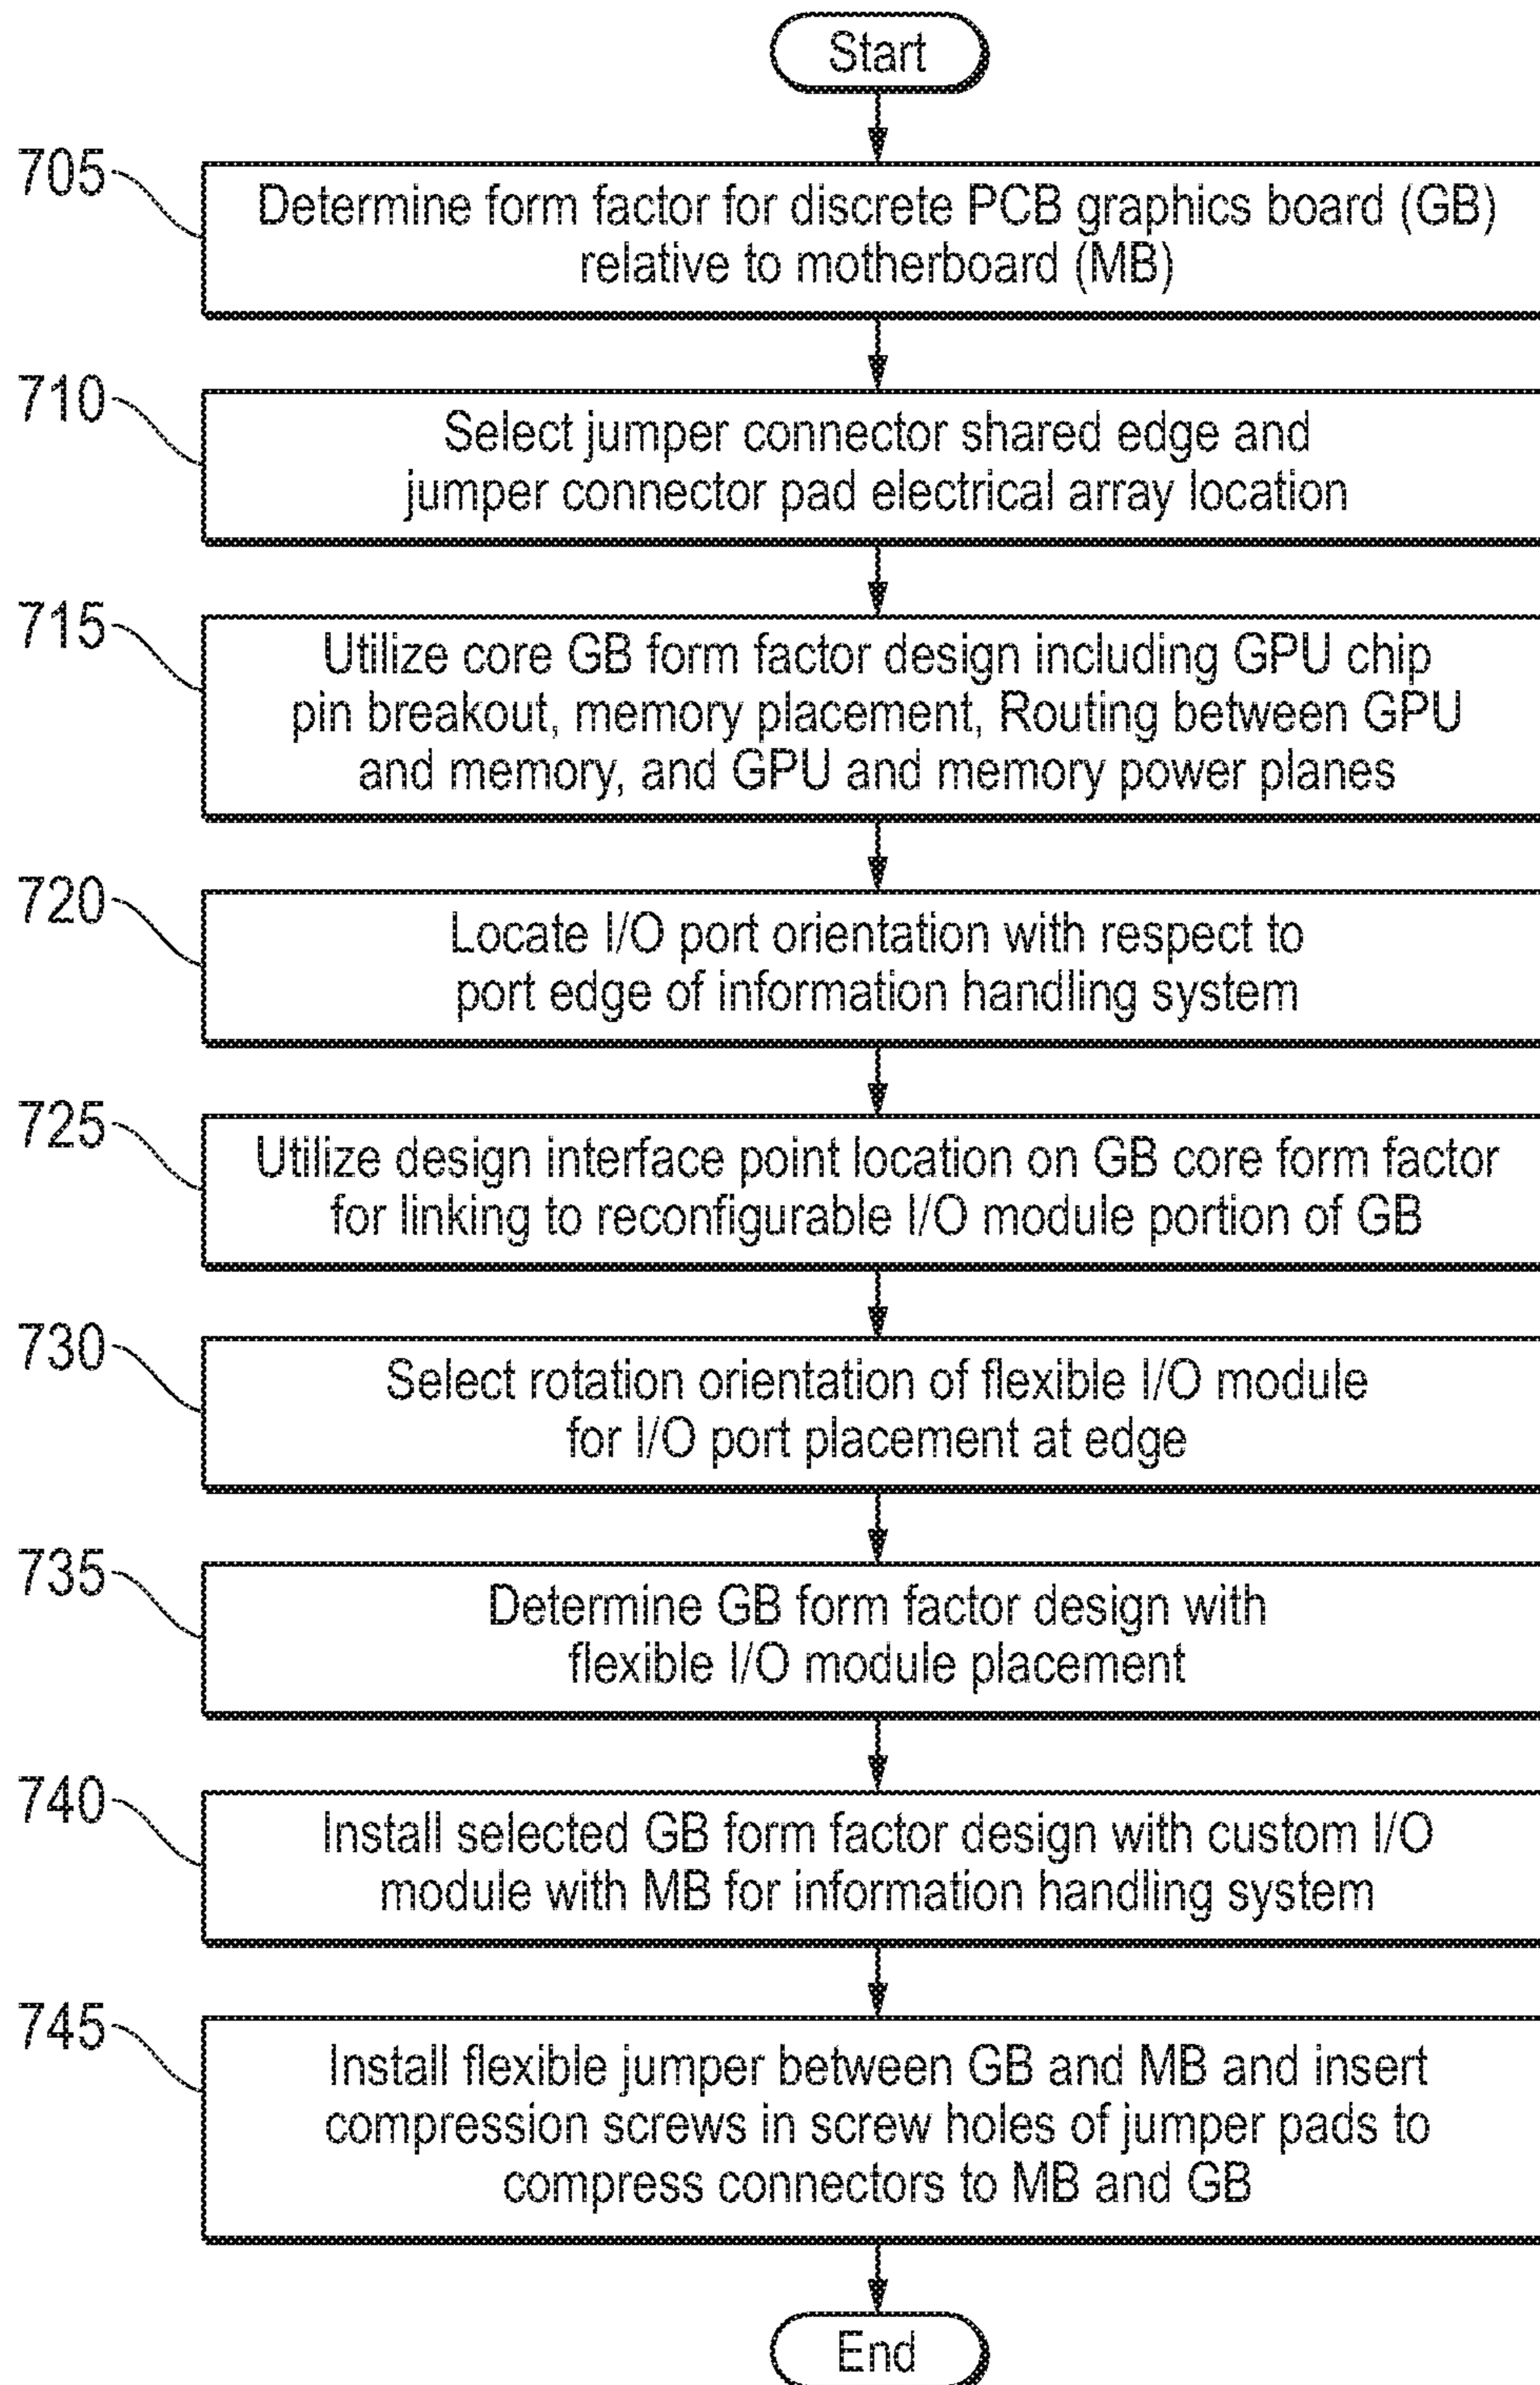 Start
705
Determine form factor for discrete PCB graphics board (GB)
relative to motherboard (MB)
710
Select jumper connector shared edge and
jumper connector pad electrical array location
715
Utilize core GB form factor design including GPU chip
pin breakout, memory placement, Routing between GPU
and memory, and GPU and memory power planes
720
Locate I/O port orientation with respect to
port edge of information handling system
725
Utilize design interface point location on GB core form factor
for linking to reconfigurable I/O module portion of GB
730
Select rotation orientation of flexible I/O module
for I/O port placement at edge
735
Determine GB form factor design with
flexible I/O module placement
740
Install selected GB form factor design with custom I/O
module with MB for information handling system
745
Install flexible jumper between GB and MB and insert
compression screws in screw holes of jumper pads to
compress connectors to MB and GB
End